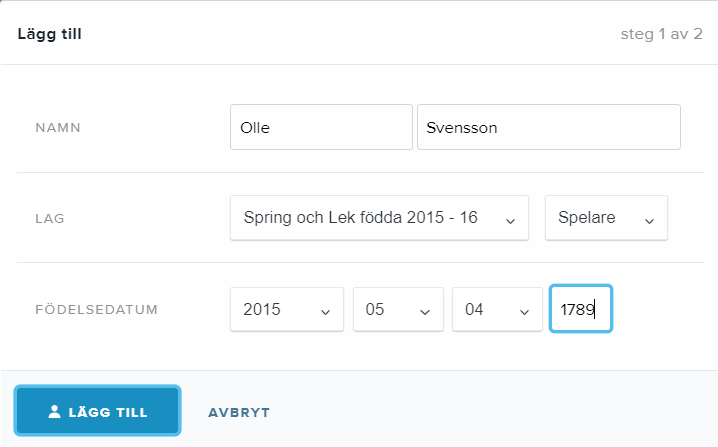 Lägg till steg 1 av 2
NAMN Olle Svensson
LAG Spring och Lek födda 2015 - 16 Spelare
FÖDELSEDATUM 2015 05 04 1789
LÄGG TILL AVBRYT